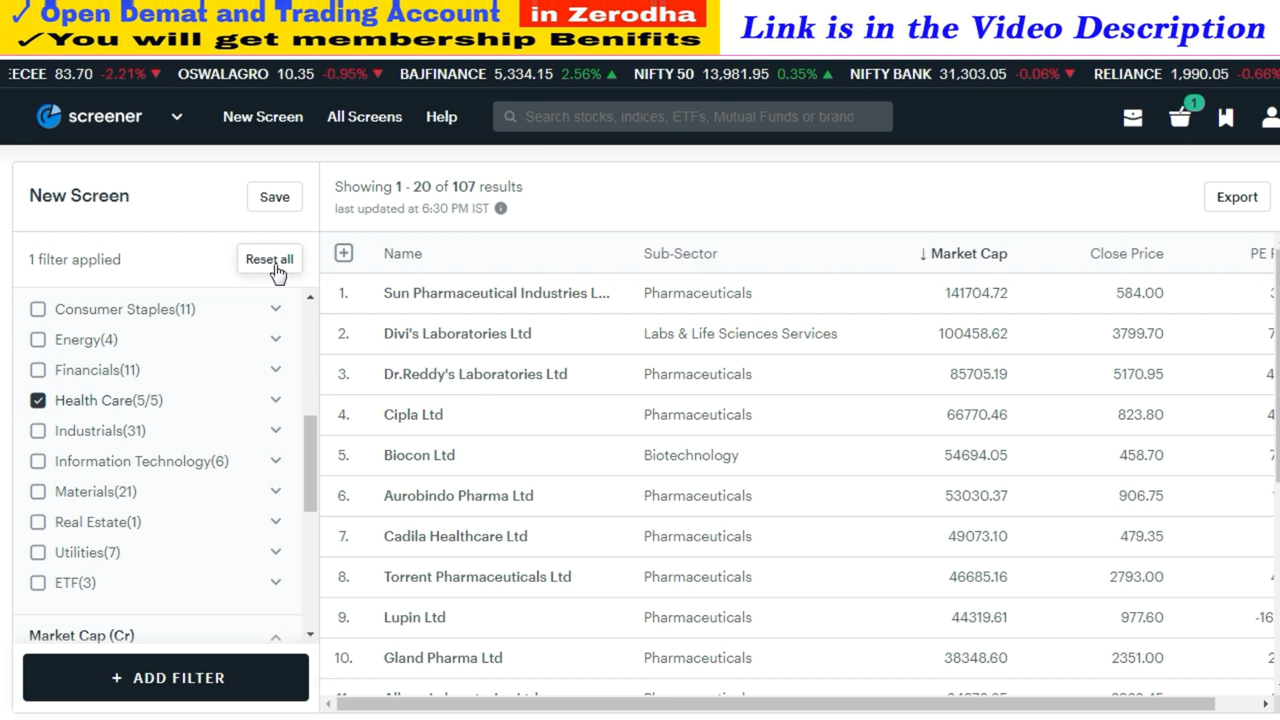 ✓ Open Demat and Trading Account in Zerodha
✓You will get membership Benifits
Link is in the Video Description
ECEE 83.70 -2.21% ▼ OSWALAGRO 10.35 -0.95% ▼ BAJFINANCE 5,334.15 2.56% ▲ NIFTY 50 13,981.95 0.35% ▲ NIFTY BANK 31,303.05 -0.06% ▼ RELIANCE 1,990.05 -0.66%
screener New Screen All Screens Help Search stocks, indices, ETFs, Mutual Funds or brand 1
New Screen Save
Showing 1 - 20 of 107 results
last updated at 6:30 PM IST
Export
1 filter applied Reset all
Consumer Staples(11)
Energy(4)
Financials(11)
Health Care(5/5)
Industrials(31)
Information Technology(6)
Materials(21)
Real Estate(1)
Utilities(7)
ETF(3)
Market Cap (Cr)
+ ADD FILTER
Name Sub-Sector ↓ Market Cap Close Price PE
1. Sun Pharmaceutical Industries L... Pharmaceuticals 141704.72 584.00
2. Divi's Laboratories Ltd Labs & Life Sciences Services 100458.62 3799.70 7
3. Dr.Reddy's Laboratories Ltd Pharmaceuticals 85705.19 5170.95 4
4. Cipla Ltd Pharmaceuticals 66770.46 823.80 4
5. Biocon Ltd Biotechnology 54694.05 458.70 7
6. Aurobindo Pharma Ltd Pharmaceuticals 53030.37 906.75
7. Cadila Healthcare Ltd Pharmaceuticals 49073.10 479.35
8. Torrent Pharmaceuticals Ltd Pharmaceuticals 46685.16 2793.00
9. Lupin Ltd Pharmaceuticals 44319.61 977.60 -16
10. Gland Pharma Ltd Pharmaceuticals 38348.60 2351.00 2